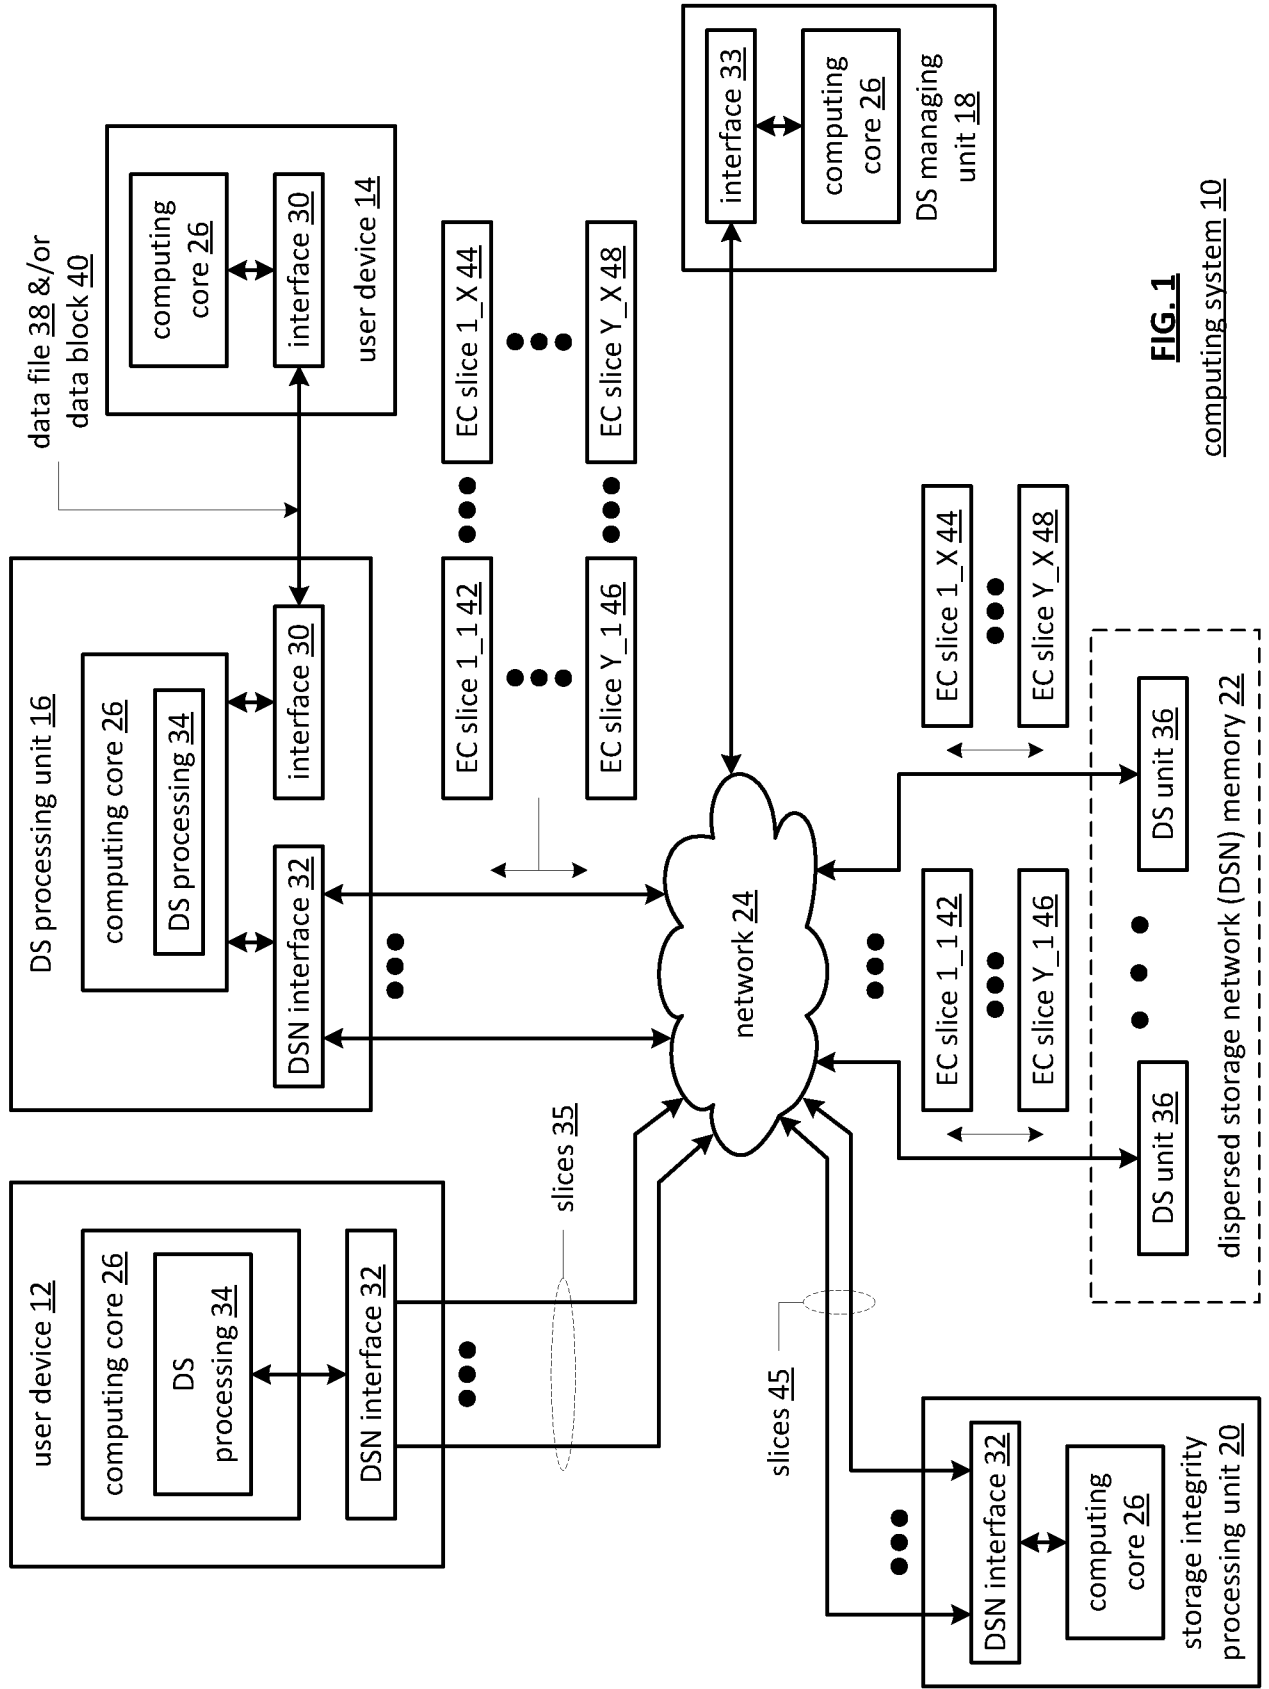 user device 12
computing core 26
DS
processing 34
DSN interface 32
DS processing unit 16
computing core 26
DS processing 34
DSN interface 32
interface 30
data file 38 &/or
data block 40
computing
core 26
interface 30
user device 14
slices 35
EC slice 1_1 42
EC slice 1_X 44
EC slice Y_1 46
EC slice Y_X 48
network 24
interface 33
computing
core 26
DS managing
unit 18
slices 45
DSN interface 32
computing
core 26
storage integrity
processing unit 20
EC slice 1_1 42
EC slice Y_1 46
EC slice 1_X 44
EC slice Y_X 48
DS unit 36
DS unit 36
dispersed storage network (DSN) memory 22
FIG. 1
computing system 10